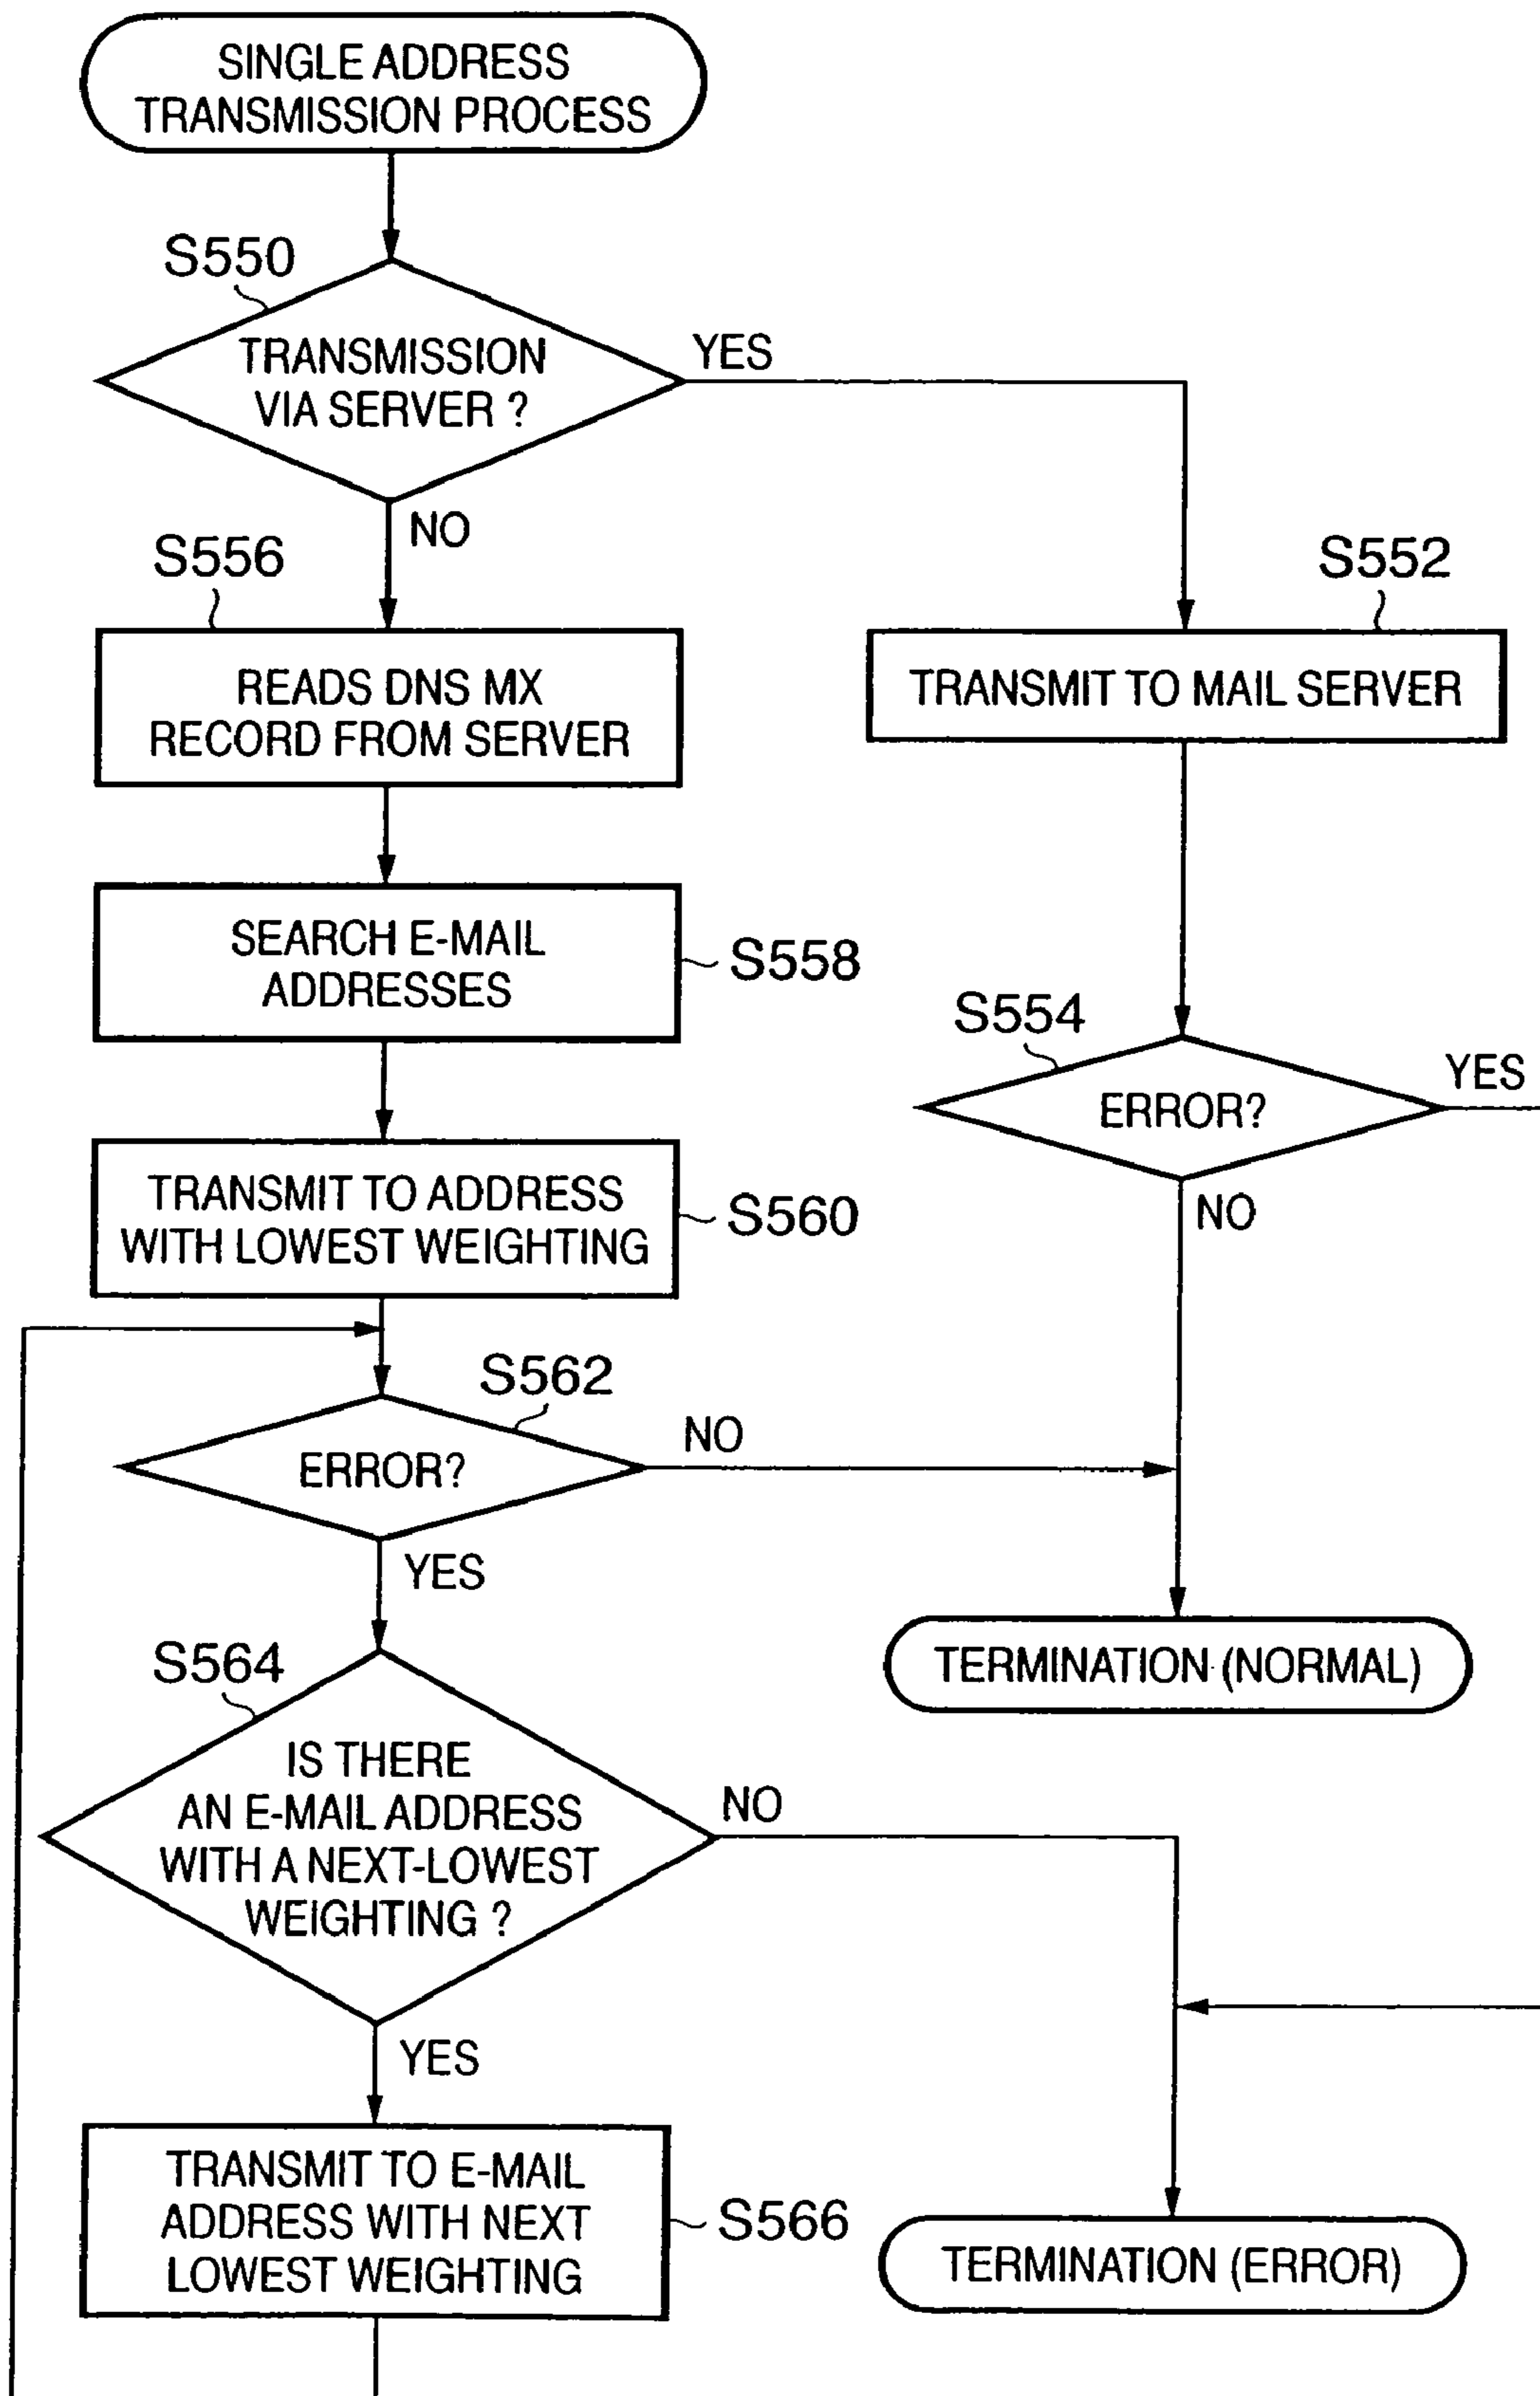 SINGLE ADDRESS
TRANSMISSION PROCESS
S550
TRANSMISSION
VIA SERVER ?
YES
NO
S556
S552
READS DNS MX
RECORD FROM SERVER
TRANSMIT TO MAIL SERVER
SEARCH E-MAIL
ADDRESSES
S558
S554
ERROR?
YES
NO
TRANSMIT TO ADDRESS
WITH LOWEST WEIGHTING
S560
S562
ERROR?
NO
YES
TERMINATION (NORMAL)
S564
IS THERE
AN E-MAIL ADDRESS
WITH A NEXT-LOWEST
WEIGHTING ?
NO
YES
TRANSMIT TO E-MAIL
ADDRESS WITH NEXT
LOWEST WEIGHTING
S566
TERMINATION (ERROR)